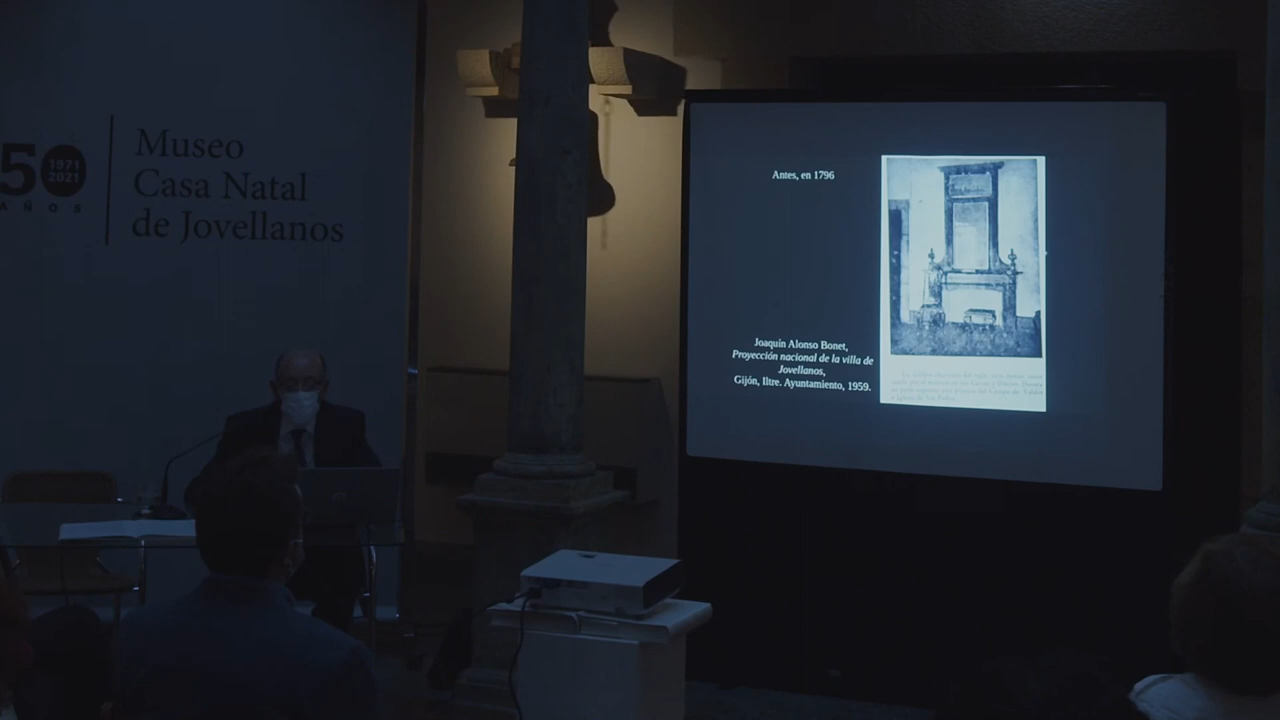 50
1971
2021
AÑOS
Museo
Casa Natal
de Jovellanos
Antes, en 1796
Joaquín Alonso Bonet,
Proyección nacional de la villa de
Jovellanos,
Gijón, Iltre. Ayuntamiento, 1959.